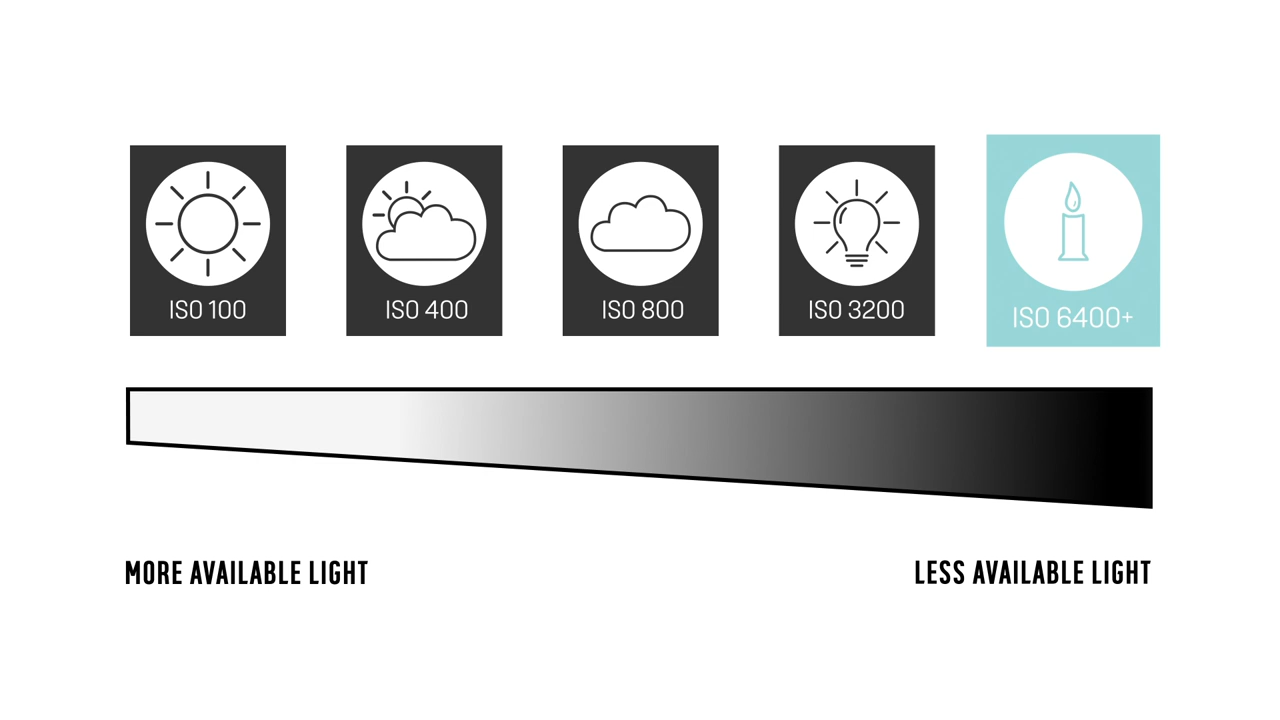 ISO 100
ISO 400
ISO 800
ISO 3200
ISO 6400+
MORE AVAILABLE LIGHT
LESS AVAILABLE LIGHT